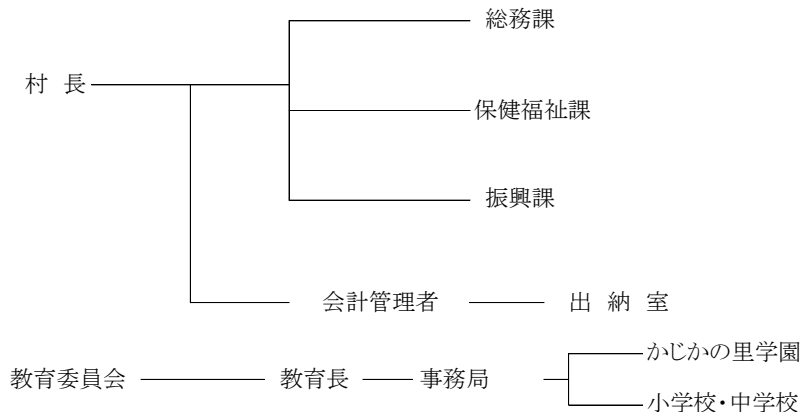 総務課
村 長
保健福祉課
振興課
会計管理者 出 納 室
かじかの里学園
教育委員会 教育長 事務局
小学校・中学校